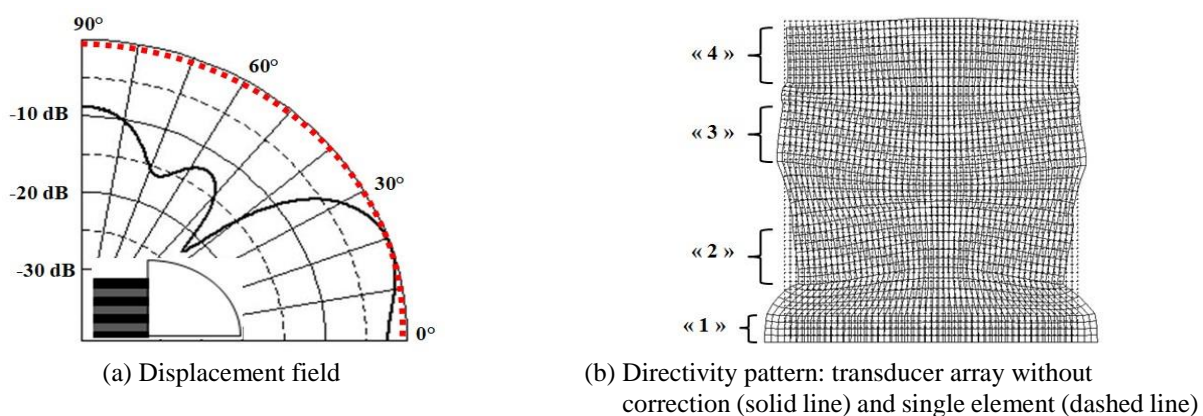 90°
60°
-10 dB
-20 dB
30°
-30 dB
0°
« 4 »
« 3 »
« 2 »
« 1 »
(a) Displacement field
(b) Directivity pattern: transducer array without
correction (solid line) and single element (dashed line)